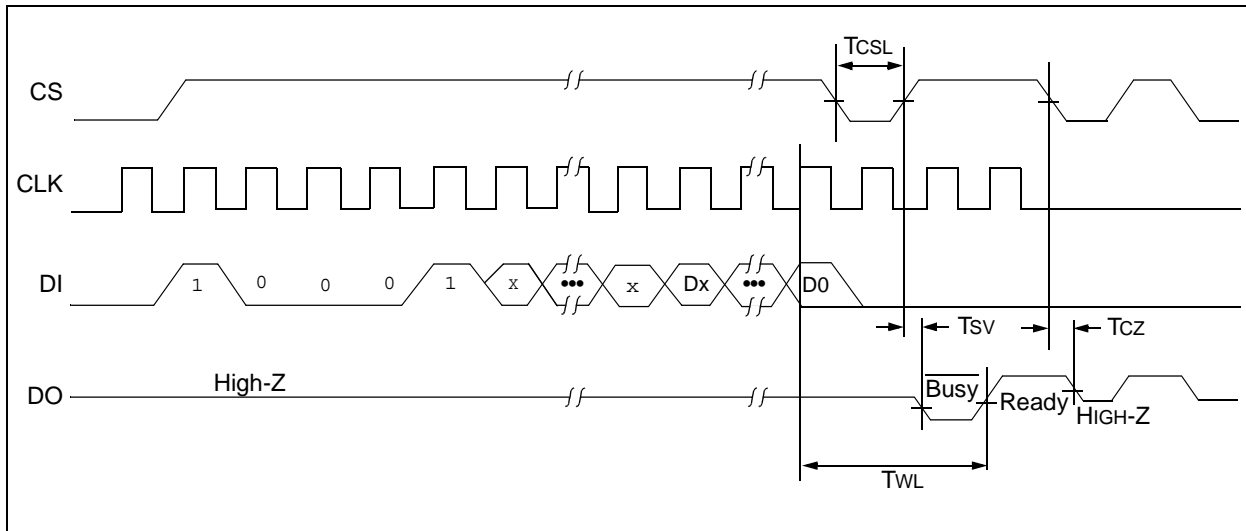 TCSL
CS
CLK
DI 1 0 0 0 1 x ••• x Dx ••• D0
TSV TCZ
High-Z
DO Busy Ready HIGH-Z
TWL